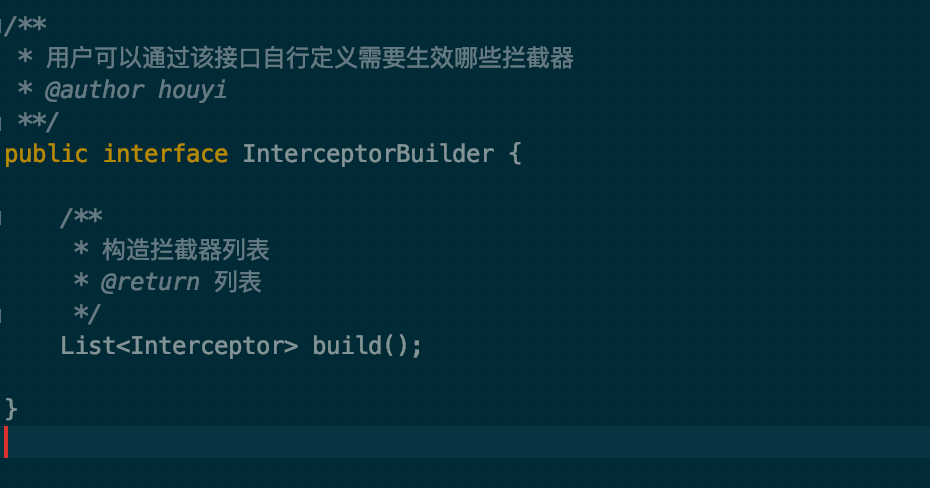 /**
 * 用户可以通过该接口自行定义需要生效哪些拦截器
 * @author houyi
 **/
public interface InterceptorBuilder {
    /**
     * 构造拦截器列表
     * @return 列表
     */
    List<Interceptor> build();
}